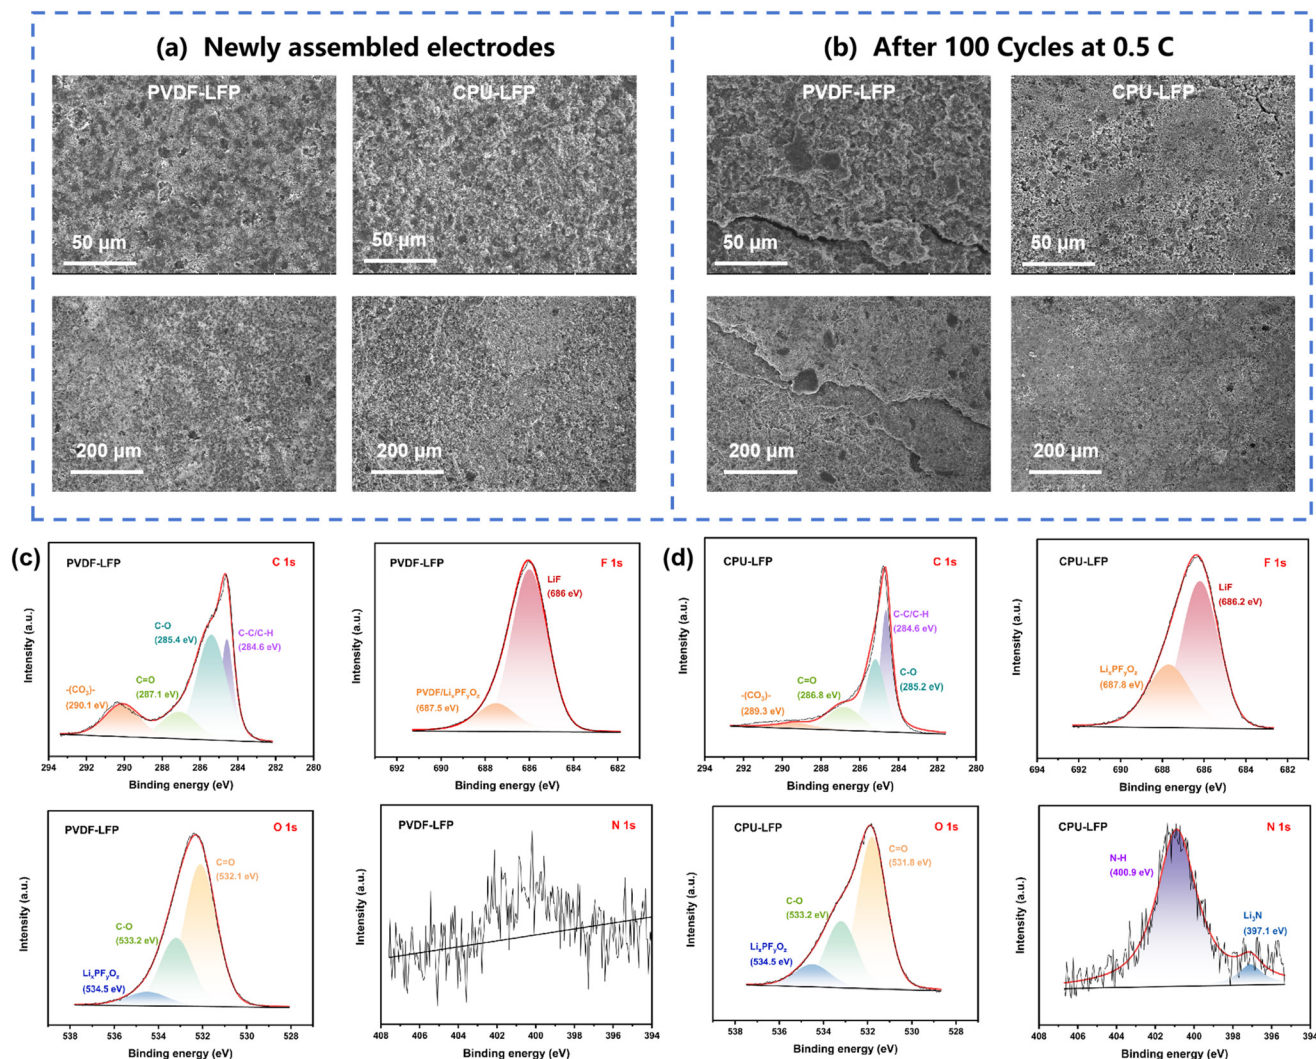 (a) Newly assembled electrodes
PVDF-LFP
CPU-LFP
50 μm
50 μm
200 μm
200 μm
(b) After 100 Cycles at 0.5 C
PVDF-LFP
CPU-LFP
50 μm
50 μm
200 μm
200 μm
(c)
PVDF-LFP
C 1s
C-O
(285.4 eV)
C-C/C-H
(284.6 eV)
C=O
(287.1 eV)
-(CO₃)-
(290.1 eV)
Intensity (a.u.)
294 292 290 288 286 284 282 280
Binding energy (eV)
PVDF-LFP
F 1s
LiF
(686 eV)
PVDF/LiₓPFᵧO_z
(687.5 eV)
Intensity (a.u.)
692 690 688 686 684 682
Binding energy (eV)
(d)
CPU-LFP
C 1s
C-C/C-H
(284.6 eV)
C=O
(286.8 eV)
C-O
(285.2 eV)
-(CO₃)-
(289.3 eV)
Intensity (a.u.)
294 292 290 288 286 284 282 280
Binding energy (eV)
CPU-LFP
F 1s
LiF
(686.2 eV)
LiₓPFᵧO_z
(687.8 eV)
Intensity (a.u.)
692 690 688 686 684 682
Binding energy (eV)
PVDF-LFP
O 1s
C=O
(532.1 eV)
C-O
(533.2 eV)
LiₓPFᵧO_z
(534.5 eV)
Intensity (a.u.)
538 536 534 532 530 528
Binding energy (eV)
PVDF-LFP
N 1s
Intensity (a.u.)
408 406 404 402 400 398 396 394
Binding energy (eV)
CPU-LFP
O 1s
C=O
(531.8 eV)
C-O
(533.2 eV)
LiₓPFᵧO_z
(534.5 eV)
Intensity (a.u.)
538 536 534 532 530 528
Binding energy (eV)
CPU-LFP
N 1s
N-H
(400.9 eV)
Li₃N
(397.1 eV)
Intensity (a.u.)
408 406 404 402 400 398 396 394
Binding energy (eV)